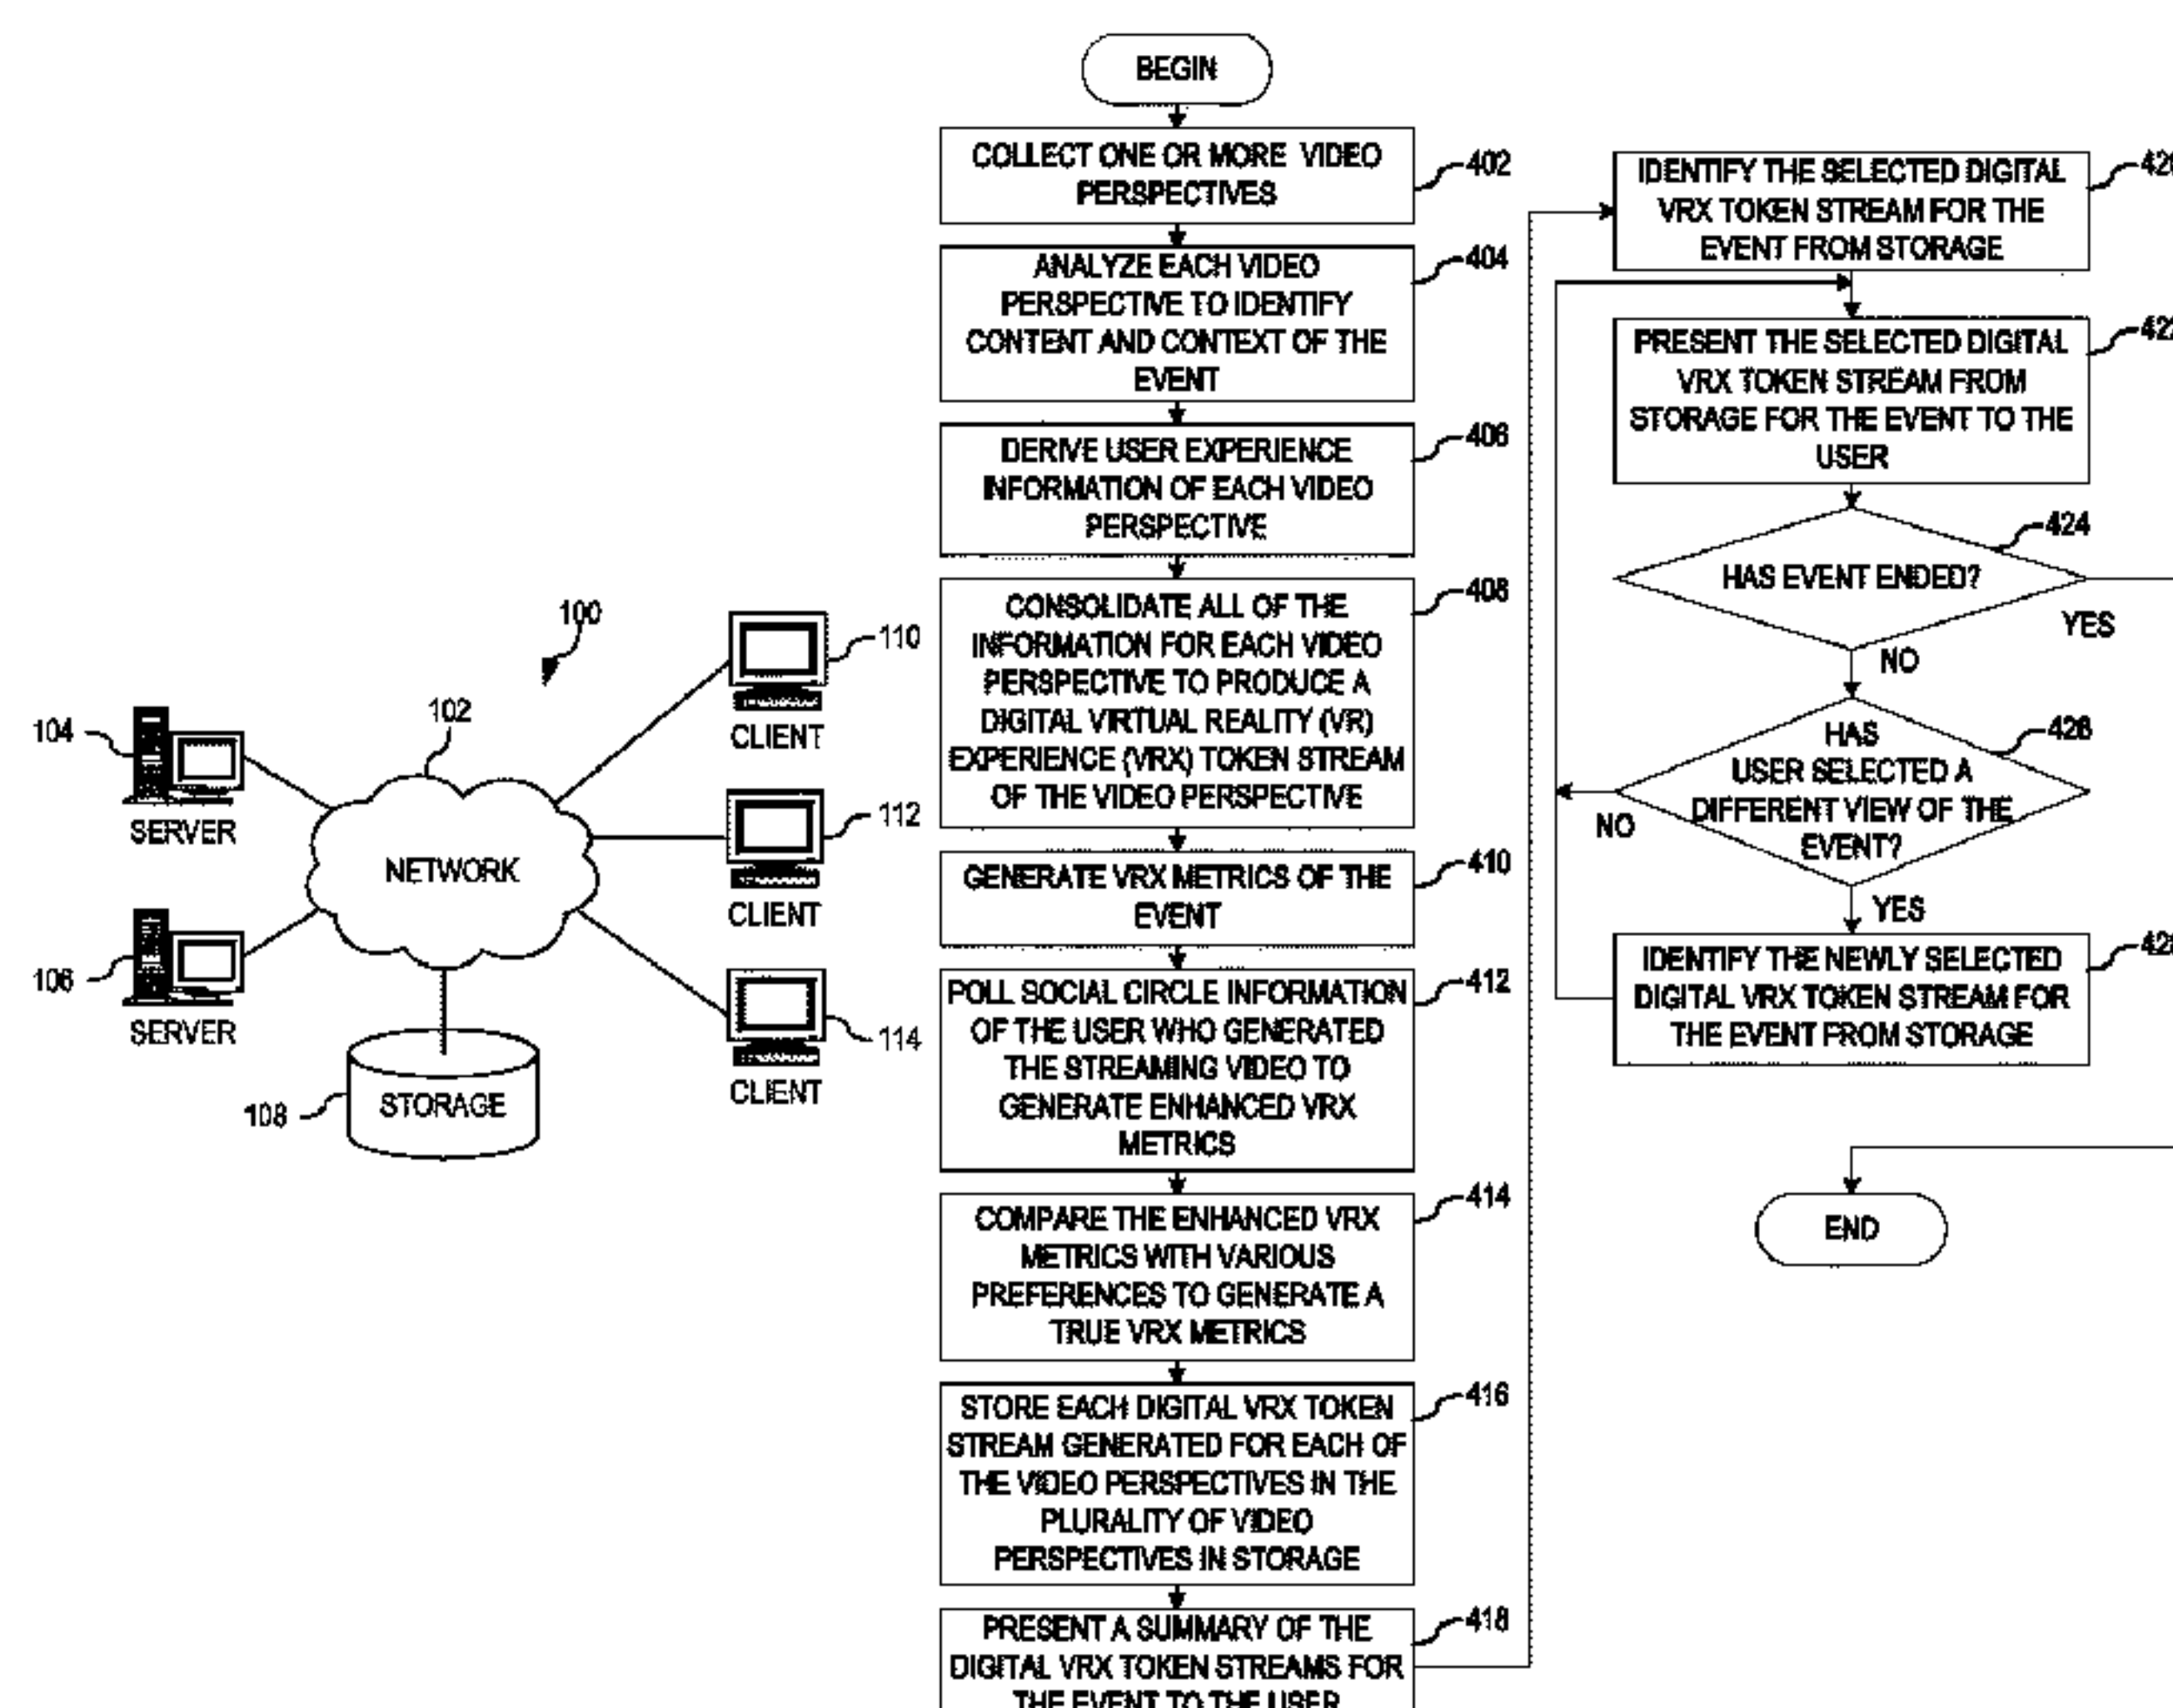 100
102
104
SERVER
106
SERVER
NETWORK
108
STORAGE
110
CLIENT
112
CLIENT
114
CLIENT
BEGIN
COLLECT ONE OR MORE VIDEO
PERSPECTIVES
402
ANALYZE EACH VIDEO
PERSPECTIVE TO IDENTIFY
CONTENT AND CONTEXT OF THE
EVENT
404
DERIVE USER EXPERIENCE
INFORMATION OF EACH VIDEO
PERSPECTIVE
406
CONSOLIDATE ALL OF THE
INFORMATION FOR EACH VIDEO
PERSPECTIVE TO PRODUCE A
DIGITAL VIRTUAL REALITY (VR)
EXPERIENCE (VRX) TOKEN STREAM
OF THE VIDEO PERSPECTIVE
408
GENERATE VRX METRICS OF THE
EVENT
410
POLL SOCIAL CIRCLE INFORMATION
OF THE USER WHO GENERATED
THE STREAMING VIDEO TO
GENERATE ENHANCED VRX
METRICS
412
COMPARE THE ENHANCED VRX
METRICS WITH VARIOUS
PREFERENCES TO GENERATE A
TRUE VRX METRICS
414
STORE EACH DIGITAL VRX TOKEN
STREAM GENERATED FOR EACH OF
THE VIDEO PERSPECTIVES IN THE
PLURALITY OF VIDEO
PERSPECTIVES IN STORAGE
416
PRESENT A SUMMARY OF THE
DIGITAL VRX TOKEN STREAMS FOR
THE EVENT TO THE USER
418
IDENTIFY THE SELECTED DIGITAL
VRX TOKEN STREAM FOR THE
EVENT FROM STORAGE
PRESENT THE SELECTED DIGITAL
VRX TOKEN STREAM FROM
STORAGE FOR THE EVENT TO THE
USER
HAS EVENT ENDED?
424
YES
NO
HAS
USER SELECTED A
DIFFERENT VIEW OF THE
EVENT?
426
NO
YES
IDENTIFY THE NEWLY SELECTED
DIGITAL VRX TOKEN STREAM FOR
THE EVENT FROM STORAGE
END